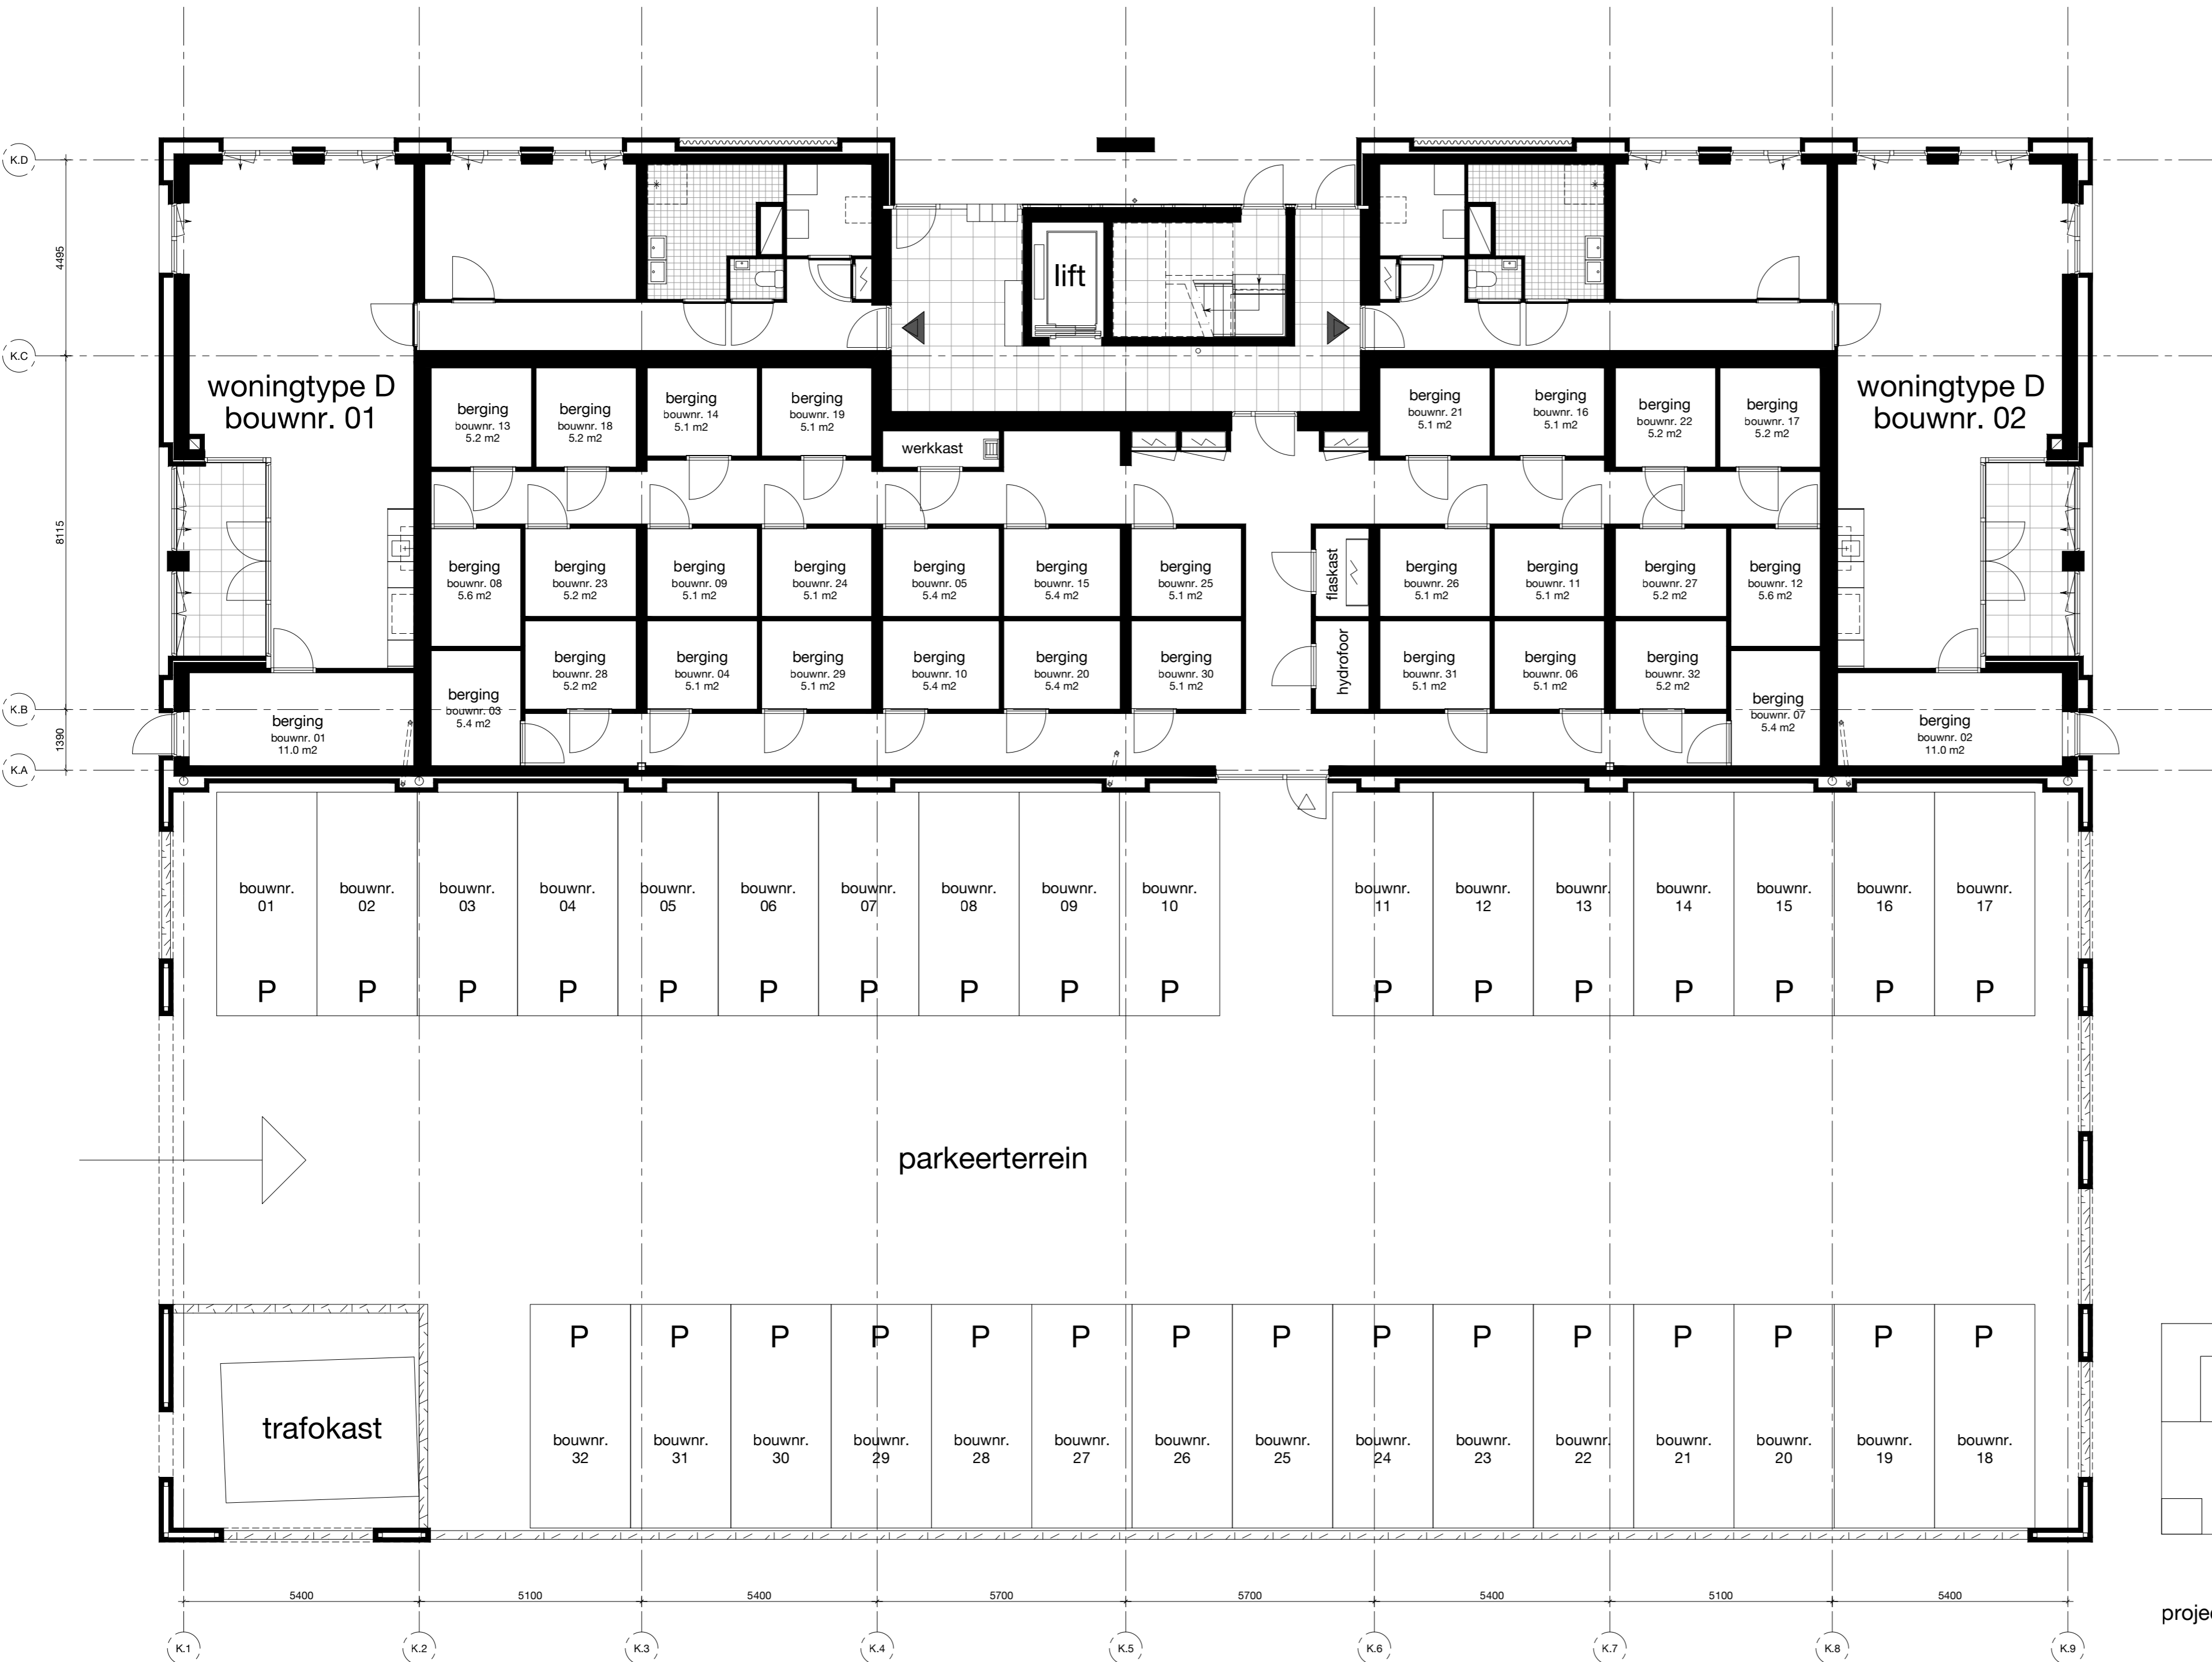 K.D
4495
lift
K.C
woningtype D
bouwnr. 01
woningtype D
bouwnr. 02
berging
bouwnr. 13
5.2 m2
berging
bouwnr. 18
5.2 m2
berging
bouwnr. 14
5.1 m2
berging
bouwnr. 19
5.1 m2
werkkast
berging
bouwnr. 21
5.1 m2
berging
bouwnr. 16
5.1 m2
berging
bouwnr. 22
5.2 m2
berging
bouwnr. 17
5.2 m2
8115
berging
bouwnr. 08
5.6 m2
berging
bouwnr. 23
5.2 m2
berging
bouwnr. 09
5.1 m2
berging
bouwnr. 24
5.1 m2
berging
bouwnr. 05
5.4 m2
berging
bouwnr. 15
5.4 m2
berging
bouwnr. 25
5.1 m2
flaskast
berging
bouwnr. 26
5.1 m2
berging
bouwnr. 11
5.1 m2
berging
bouwnr. 27
5.2 m2
berging
bouwnr. 12
5.6 m2
berging
bouwnr. 03
5.4 m2
berging
bouwnr. 28
5.2 m2
berging
bouwnr. 04
5.1 m2
berging
bouwnr. 29
5.1 m2
berging
bouwnr. 10
5.4 m2
berging
bouwnr. 20
5.4 m2
berging
bouwnr. 30
5.1 m2
hydrofoor
berging
bouwnr. 31
5.1 m2
berging
bouwnr. 06
5.1 m2
berging
bouwnr. 32
5.2 m2
berging
bouwnr. 07
5.4 m2
K.B
berging
bouwnr. 01
11.0 m2
berging
bouwnr. 02
11.0 m2
1390
K.A
bouwnr.
01
P
bouwnr.
02
P
bouwnr.
03
P
bouwnr.
04
P
bouwnr.
05
P
bouwnr.
06
P
bouwnr.
07
P
bouwnr.
08
P
bouwnr.
09
P
bouwnr.
10
P
bouwnr.
11
P
bouwnr.
12
P
bouwnr.
13
P
bouwnr.
14
P
bouwnr.
15
P
bouwnr.
16
P
bouwnr.
17
P
parkeerterrein
trafokast
P
bouwnr.
32
P
bouwnr.
31
P
bouwnr.
30
P
bouwnr.
29
P
bouwnr.
28
P
bouwnr.
27
P
bouwnr.
26
P
bouwnr.
25
P
bouwnr.
24
P
bouwnr.
23
P
bouwnr.
22
P
bouwnr.
21
P
bouwnr.
20
P
bouwnr.
19
P
bouwnr.
18
5400
5100
5400
5700
5700
5400
5100
5400
K.1
K.2
K.3
K.4
K.5
K.6
K.7
K.8
K.9